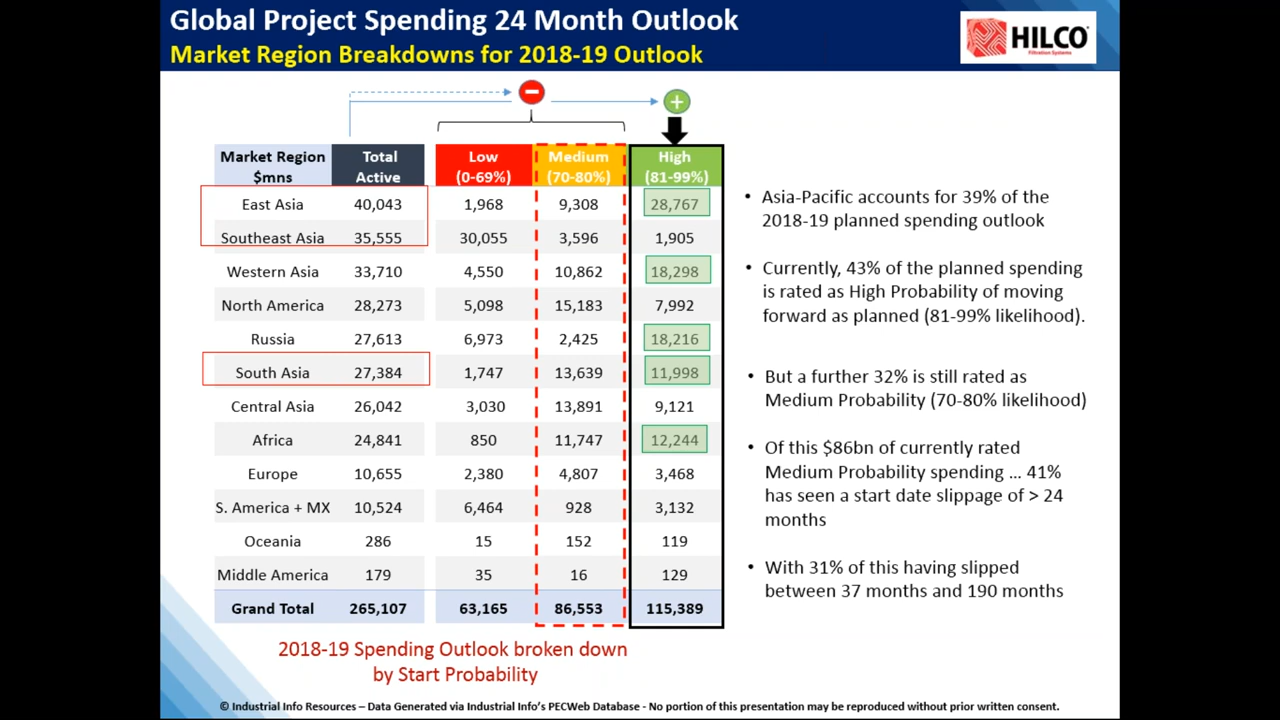 Global Project Spending 24 Month Outlook
Market Region Breakdowns for 2018-19 Outlook
HILCO®
Filtration Systems
Market Region $mns Total Active Low (0-69%) Medium (70-80%) High (81-99%)
East Asia 40,043 1,968 9,308 28,767
Southeast Asia 35,555 30,055 3,596 1,905
Western Asia 33,710 4,550 10,862 18,298
North America 28,273 5,098 15,183 7,992
Russia 27,613 6,973 2,425 18,216
South Asia 27,384 1,747 13,639 11,998
Central Asia 26,042 3,030 13,891 9,121
Africa 24,841 850 11,747 12,244
Europe 10,655 2,380 4,807 3,468
S. America + MX 10,524 6,464 928 3,132
Oceania 286 15 152 119
Middle America 179 35 16 129
Grand Total 265,107 63,165 86,553 115,389
2018-19 Spending Outlook broken down
by Start Probability
• Asia-Pacific accounts for 39% of the
2018-19 planned spending outlook
• Currently, 43% of the planned spending
is rated as High Probability of moving
forward as planned (81-99% likelihood).
• But a further 32% is still rated as
Medium Probability (70-80% likelihood)
• Of this $86bn of currently rated
Medium Probability spending ... 41%
has seen a start date slippage of > 24
months
• With 31% of this having slipped
between 37 months and 190 months
© Industrial Info Resources – Data Generated via Industrial Info's PECWeb Database - No portion of this presentation may be reproduced without prior written consent.